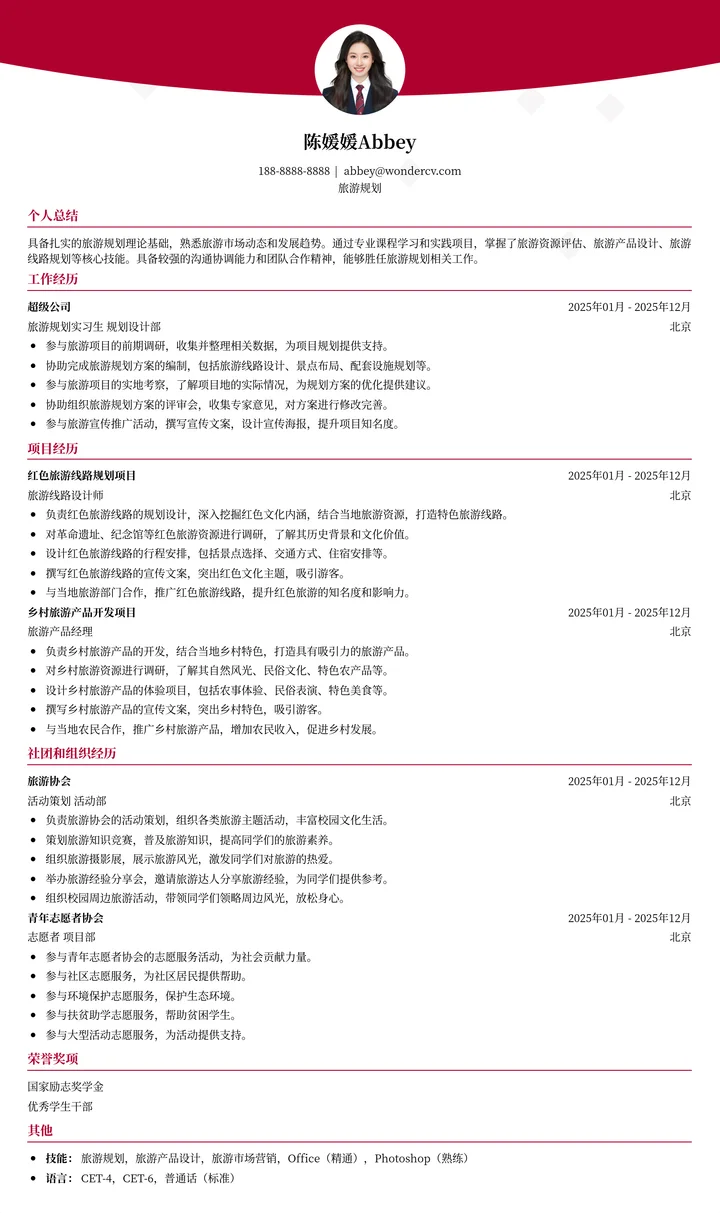 陈媛媛Abbey
188-8888-8888 | abbey@wondercv.com
旅游规划
个人总结
具备扎实的旅游规划理论基础，熟悉旅游市场动态和发展趋势。通过专业课程学习和实践项目，掌握了旅游资源评估、旅游产品设计、旅游
线路规划等核心技能。具备较强的沟通协调能力和团队合作精神，能够胜任旅游规划相关工作。
工作经历
超级公司 2025年01月 - 2025年12月
旅游规划实习生 规划设计部 北京
• 参与旅游项目的前期调研，收集并整理相关数据，为项目规划提供支持。
• 协助完成旅游规划方案的编制，包括旅游线路设计、景点布局、配套设施规划等。
• 参与旅游项目的实地考察，了解项目地的实际情况，为规划方案的优化提供建议。
• 协助组织旅游规划方案的评审会，收集专家意见，对方案进行修改完善。
• 参与旅游宣传推广活动，撰写宣传文案，设计宣传海报，提升项目知名度。
项目经历
红色旅游线路规划项目 2025年01月 - 2025年12月
旅游线路设计师 北京
• 负责红色旅游线路的规划设计，深入挖掘红色文化内涵，结合当地旅游资源，打造特色旅游线路。
• 对革命遗址、纪念馆等红色旅游资源进行调研，了解其历史背景和文化价值。
• 设计红色旅游线路的行程安排，包括景点选择、交通方式、住宿安排等。
• 撰写红色旅游线路的宣传文案，突出红色文化主题，吸引游客。
• 与当地旅游部门合作，推广红色旅游线路，提升红色旅游的知名度和影响力。
乡村旅游产品开发项目 2025年01月 - 2025年12月
旅游产品经理 北京
• 负责乡村旅游产品的开发，结合当地乡村特色，打造具有吸引力的旅游产品。
• 对乡村旅游资源进行调研，了解其自然风光、民俗文化、特色农产品等。
• 设计乡村旅游产品的体验项目，包括农事体验、民俗表演、特色美食等。
• 撰写乡村旅游产品的宣传文案，突出乡村特色，吸引游客。
• 与当地农民合作，推广乡村旅游产品，增加农民收入，促进乡村发展。
社团和组织经历
旅游协会 2025年01月 - 2025年12月
活动策划 活动部 北京
• 负责旅游协会的活动策划，组织各类旅游主题活动，丰富校园文化生活。
• 策划旅游知识竞赛，普及旅游知识，提高同学们的旅游素养。
• 组织旅游摄影展，展示旅游风光，激发同学们对旅游的热爱。
• 举办旅游经验分享会，邀请旅游达人分享旅游经验，为同学们提供参考。
• 组织校园周边旅游活动，带领同学们领略周边风光，放松身心。
青年志愿者协会 2025年01月 - 2025年12月
志愿者 项目部 北京
• 参与青年志愿者协会的志愿服务活动，为社会贡献力量。
• 参与社区志愿服务，为社区居民提供帮助。
• 参与环境保护志愿服务，保护生态环境。
• 参与扶贫助学志愿服务，帮助贫困学生。
• 参与大型活动志愿服务，为活动提供支持。
荣誉奖项
国家励志奖学金
优秀学生干部
其他
• 技能： 旅游规划，旅游产品设计，旅游市场营销，Office（精通），Photoshop（熟练）
• 语言： CET-4，CET-6，普通话（标准）